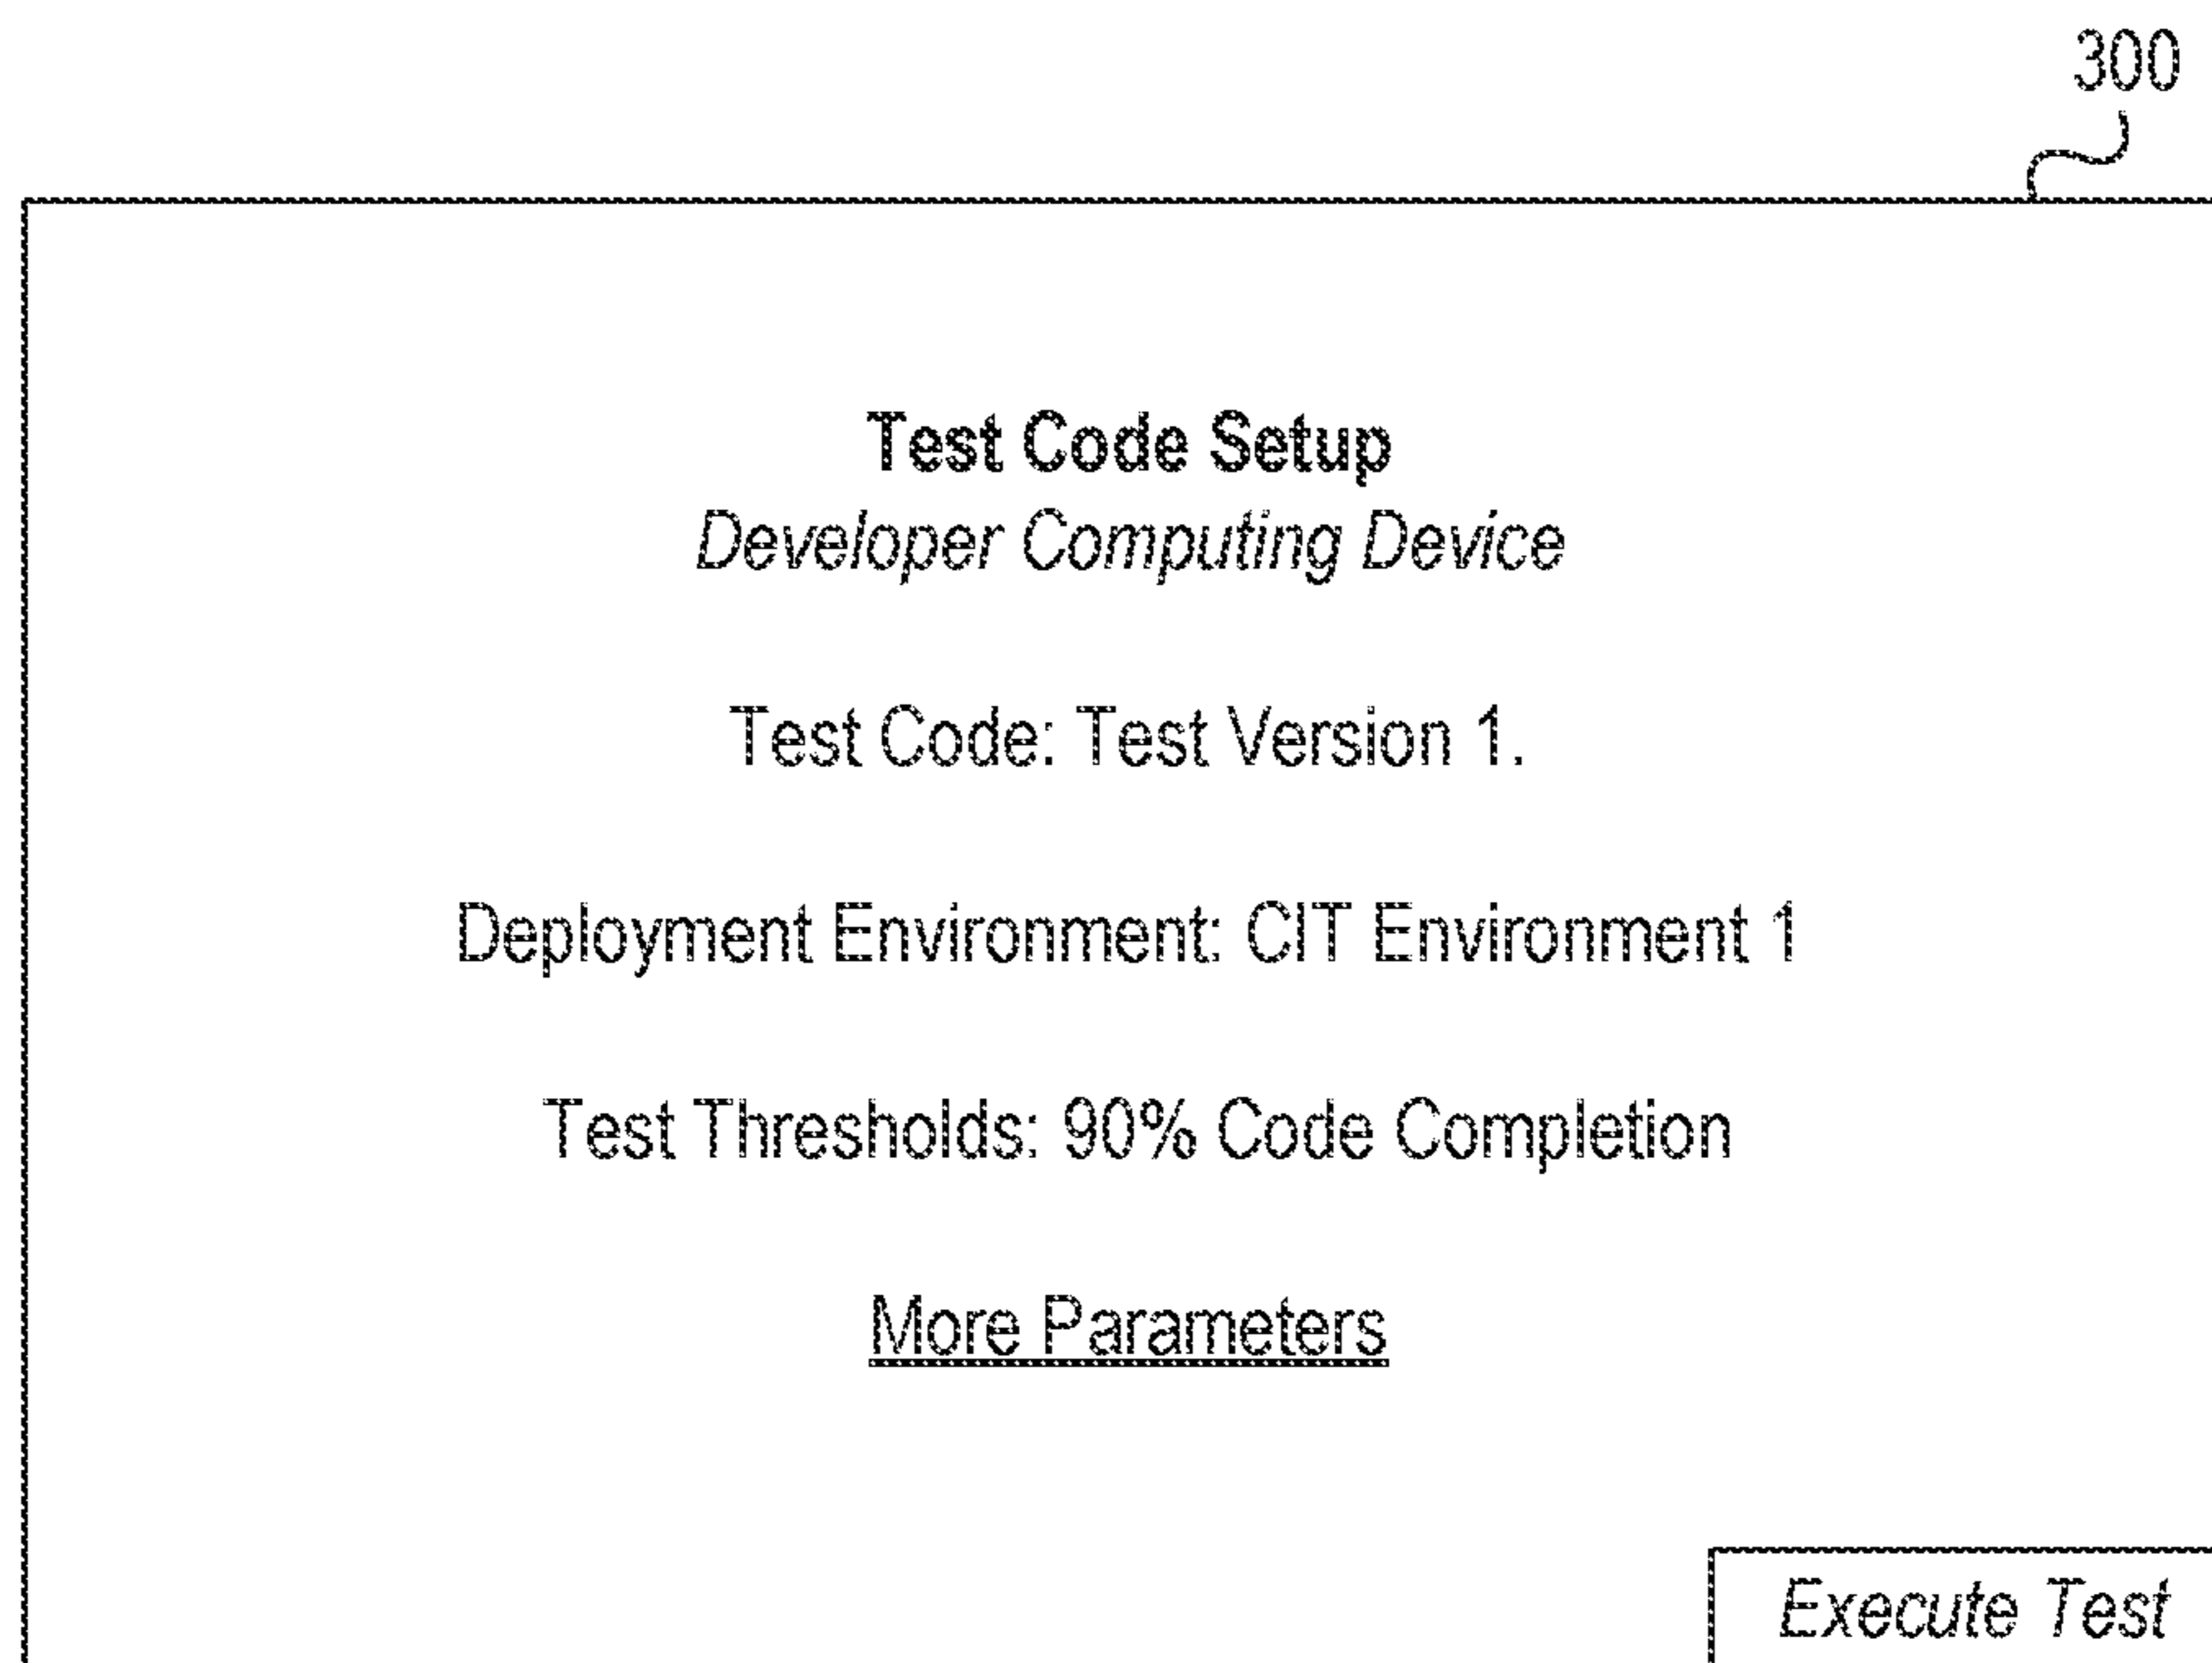 300
Test Code Setup
Developer Computing Device
Test Code: Test Version 1.
Deployment Environment: CIT Environment 1
Test Thresholds: 90% Code Completion
More Parameters
Execute Test